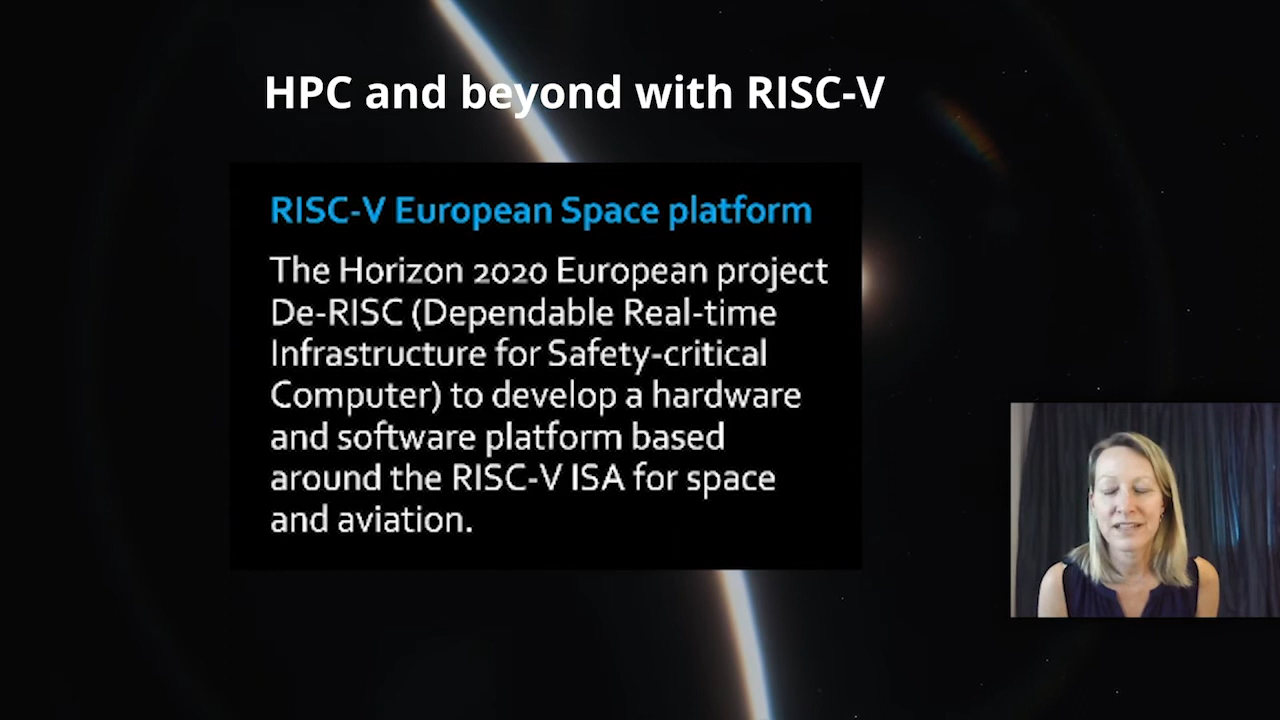 HPC and beyond with RISC-V
RISC-V European Space platform
The Horizon 2020 European project
De-RISC (Dependable Real-time
Infrastructure for Safety-critical
Computer) to develop a hardware
and software platform based
around the RISC-V ISA for space
and aviation.